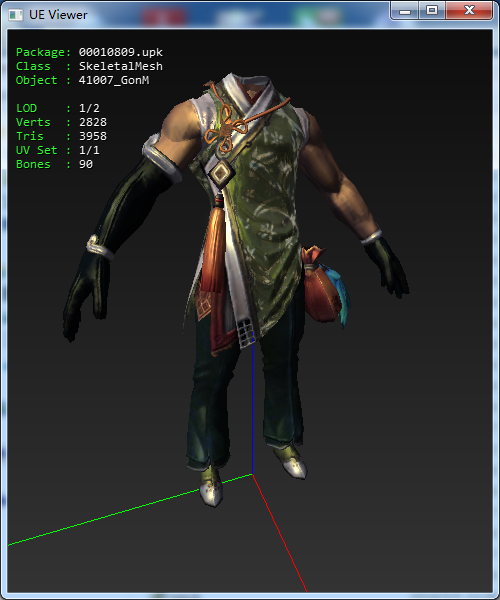 UE Viewer
Package: 00010809.upk
Class : SkeletalMesh
Object : 41007_GonM
LOD : 1/2
Verts : 2828
Tris : 3958
UV Set : 1/1
Bones : 90